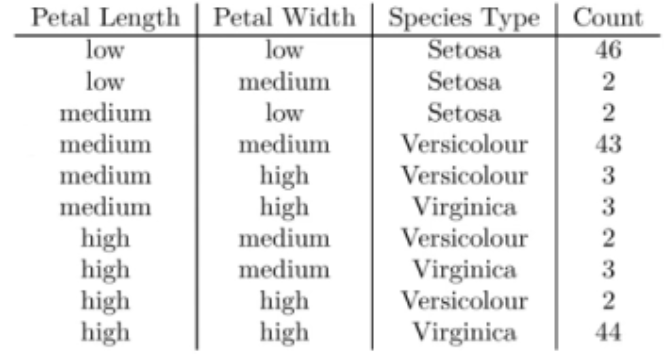 Petal Length Petal Width Species Type Count
low low Setosa 46
low medium Setosa 2
medium low Setosa 2
medium medium Versicolour 43
medium high Versicolour 3
medium high Virginica 3
high medium Versicolour 2
high medium Virginica 3
high high Versicolour 2
high high Virginica 44